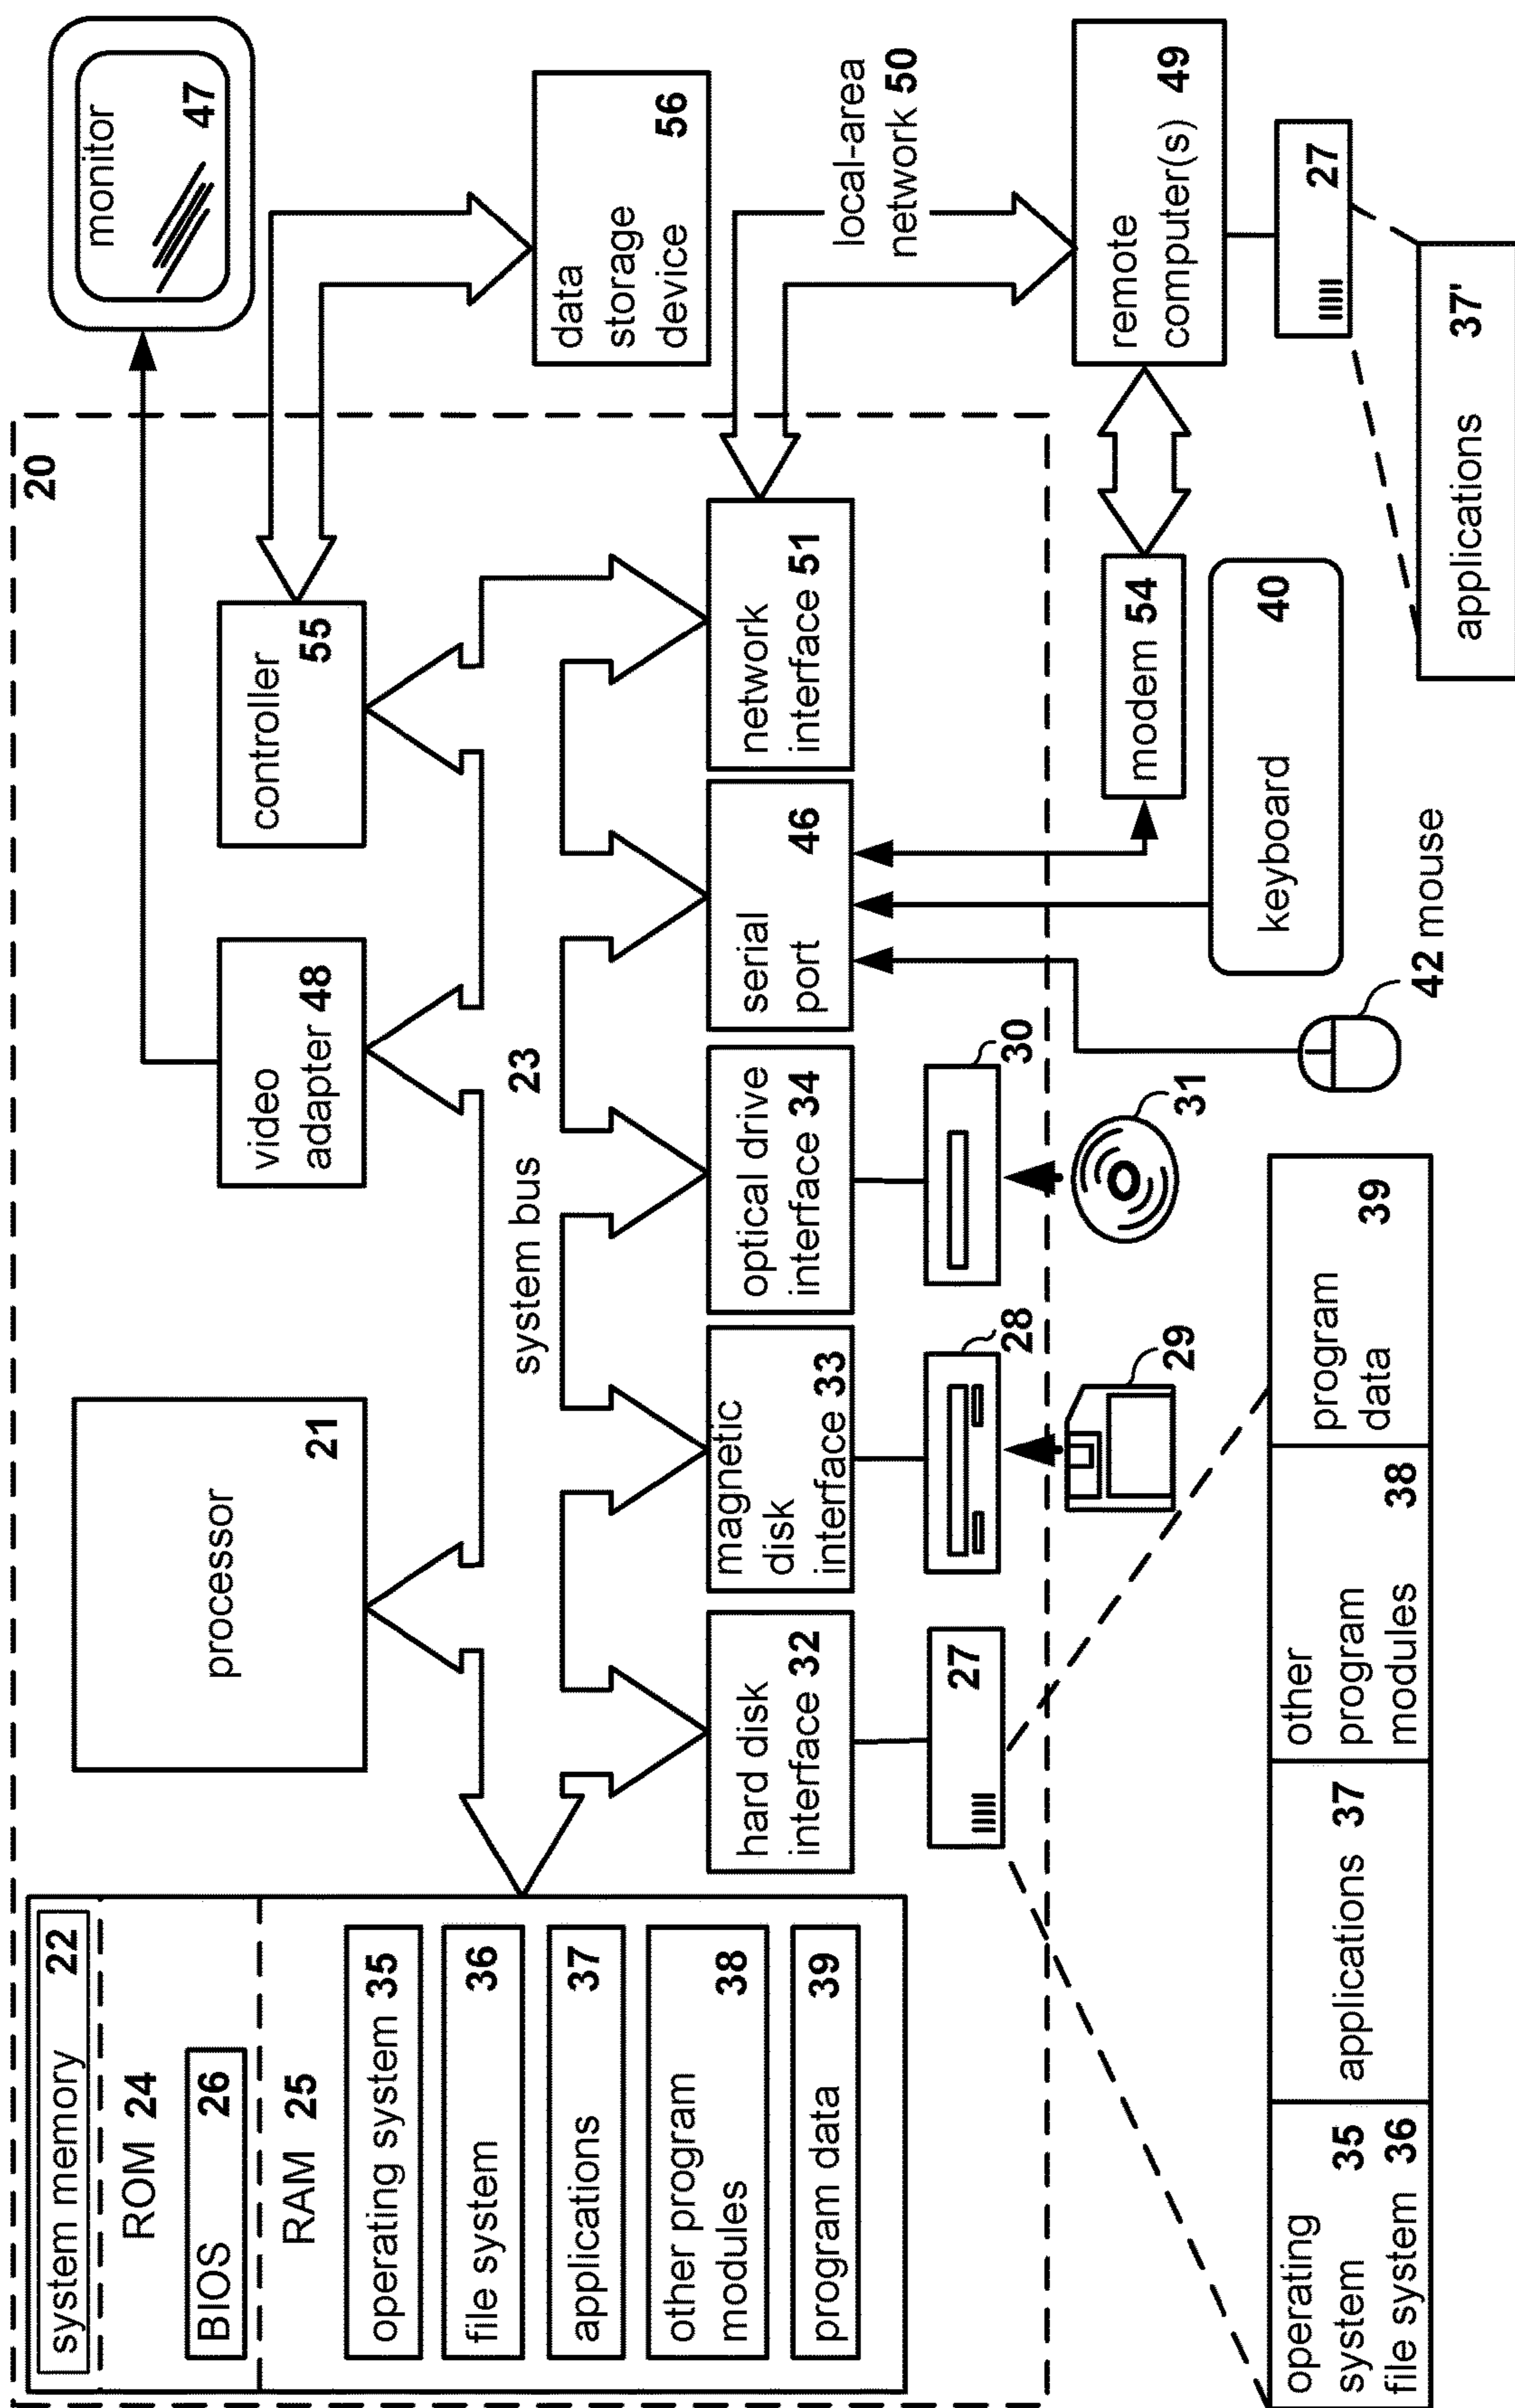 20
system memory 22
ROM 24
BIOS 26
RAM 25
operating system 35
file system 36
applications 37
other program
modules 38
program data 39
processor
21
video
adapter 48
controller
55
monitor
47
system bus 23
data
storage
device 56
hard disk
interface 32
magnetic
disk
interface 33
optical drive
interface 34
serial
port 46
network
interface 51
local-area
network 50
27
28
30
29
31
modem 54
remote
computer(s) 49
keyboard 40
42 mouse
27
applications 37'
operating
system 35
file system 36
applications 37
other
program
modules 38
program
data 39